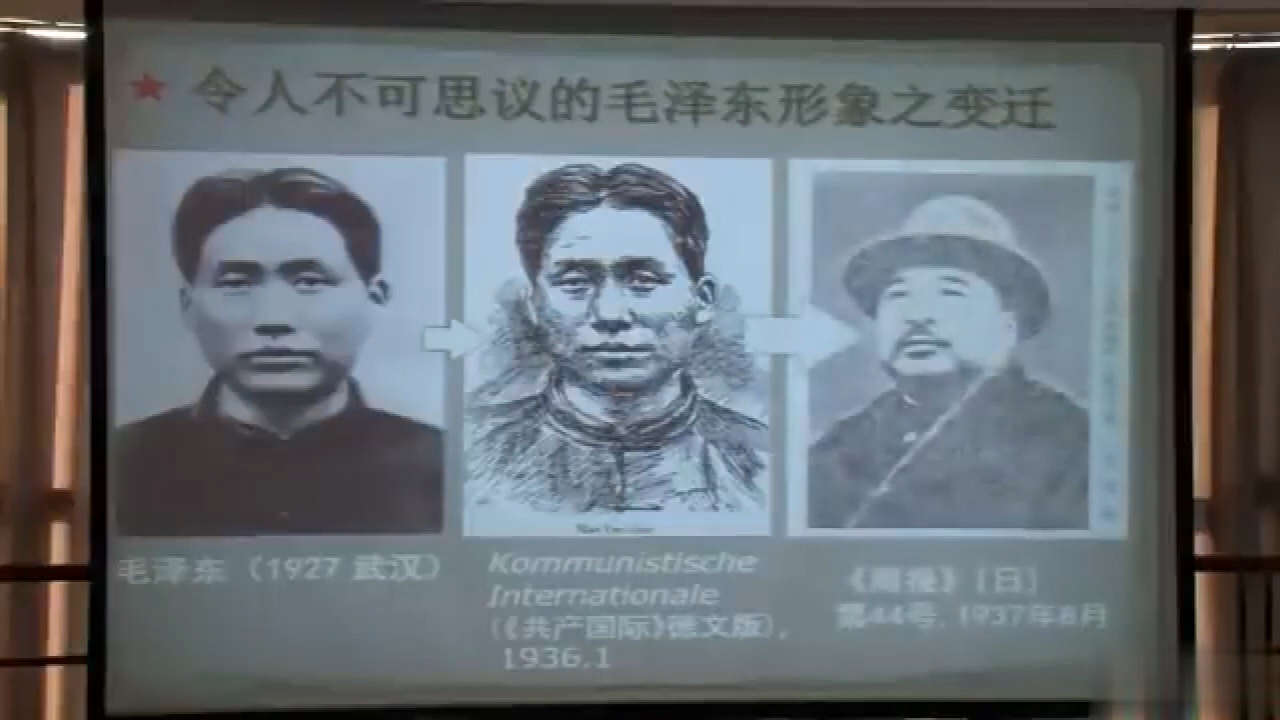 令人不可思议的毛泽东形象之变迁
毛泽东（1927 武汉）
Kommunistische
Internationale
(《共产国际》德文版),
1936.1
《周报》[日]
第44号, 1937年8月